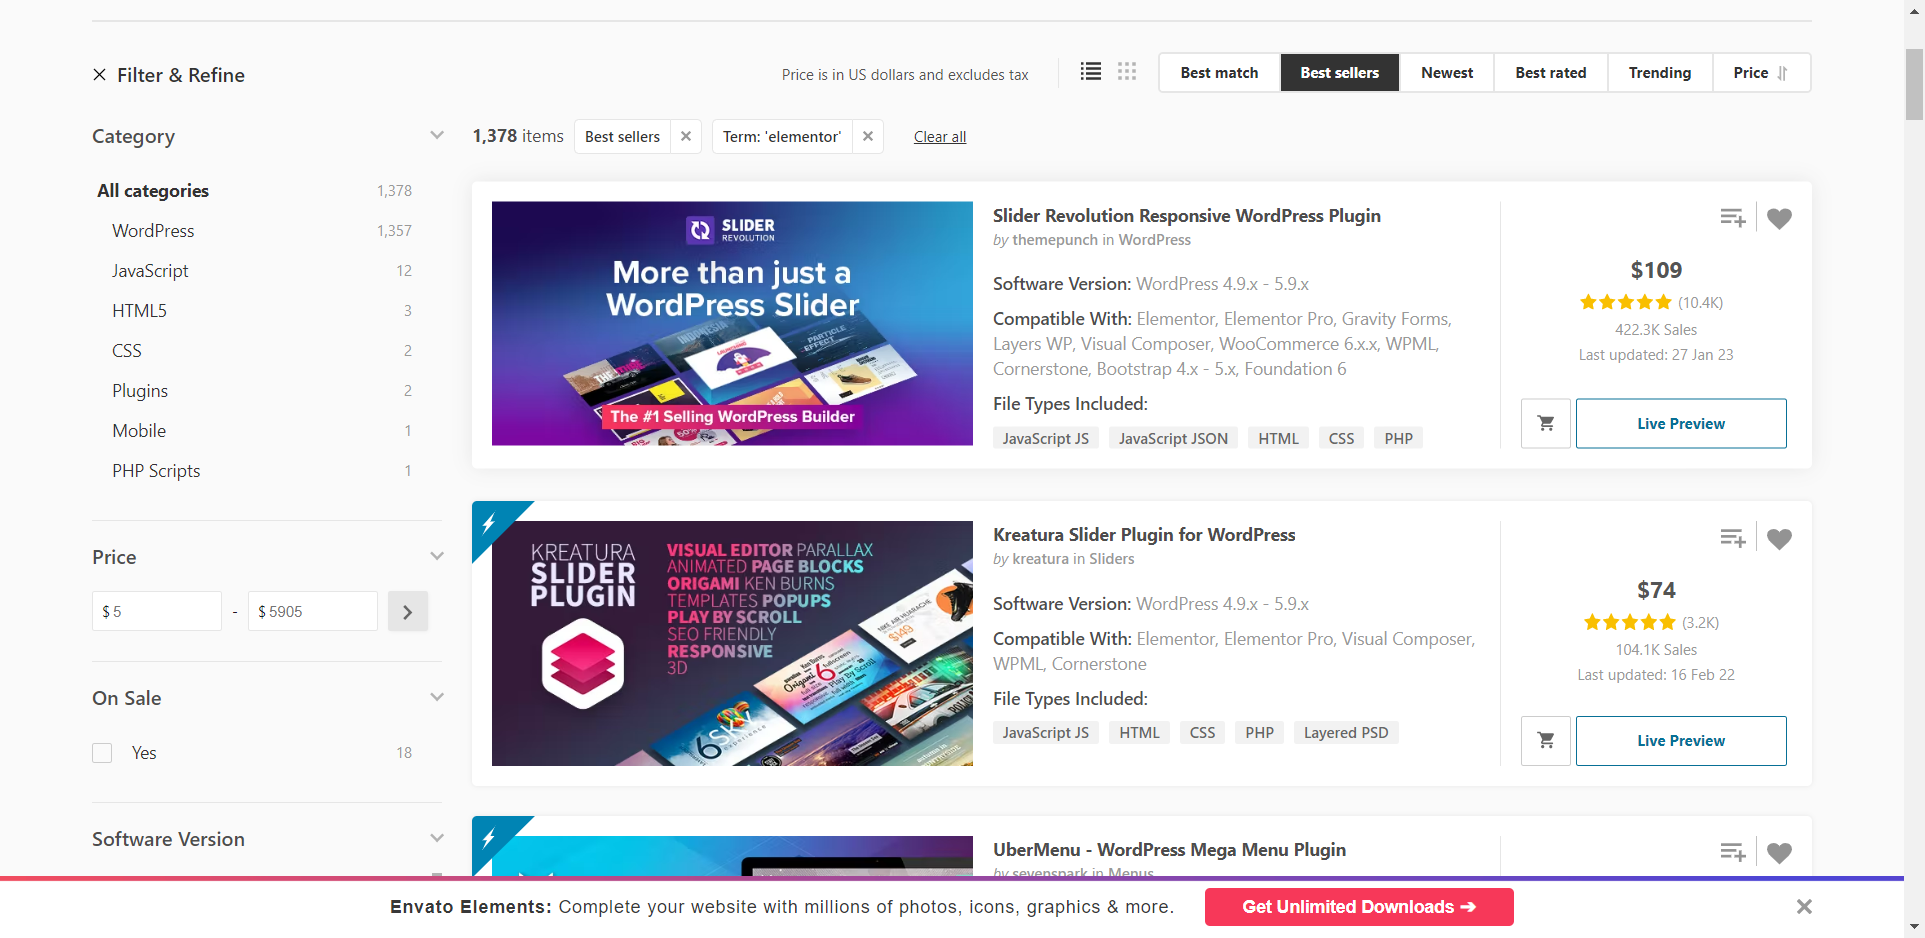 Filter & Refine
Price is in US dollars and excludes tax
Best match
Best sellers
Newest
Best rated
Trending
Price
Category
1,378 items
Best sellers
Term: 'elementor'
Clear all
All categories 1,378
WordPress 1,357
JavaScript 12
HTML5 3
CSS 2
Plugins 2
Mobile 1
PHP Scripts 1
Price
$ 5 - $ 5905
On Sale
Yes 18
Software Version
SLIDER
REVOLUTION
More than just a
WordPress Slider
The #1 Selling WordPress Builder
Slider Revolution Responsive WordPress Plugin
by themepunch in WordPress
Software Version: WordPress 4.9.x - 5.9.x
Compatible With: Elementor, Elementor Pro, Gravity Forms,
Layers WP, Visual Composer, WooCommerce 6.x.x, WPML,
Cornerstone, Bootstrap 4.x - 5.x, Foundation 6
File Types Included:
JavaScript JS
JavaScript JSON
HTML
CSS
PHP
$109
(10.4K)
422.3K Sales
Last updated: 27 Jan 23
Live Preview
KREATURA
SLIDER
PLUGIN
VISUAL EDITOR PARALLAX
ANIMATED PAGE BLOCKS
ORIGAMI KEN BURNS
TEMPLATES POPUPS
PLAY BY SCROLL
SEO FRIENDLY
RESPONSIVE
3D
Kreatura Slider Plugin for WordPress
by kreatura in Sliders
Software Version: WordPress 4.9.x - 5.9.x
Compatible With: Elementor, Elementor Pro, Visual Composer,
WPML, Cornerstone
File Types Included:
JavaScript JS
HTML
CSS
PHP
Layered PSD
$74
(3.2K)
104.1K Sales
Last updated: 16 Feb 22
Live Preview
UberMenu - WordPress Mega Menu Plugin
by sevenspark in Menus
Envato Elements: Complete your website with millions of photos, icons, graphics & more.
Get Unlimited Downloads ➔